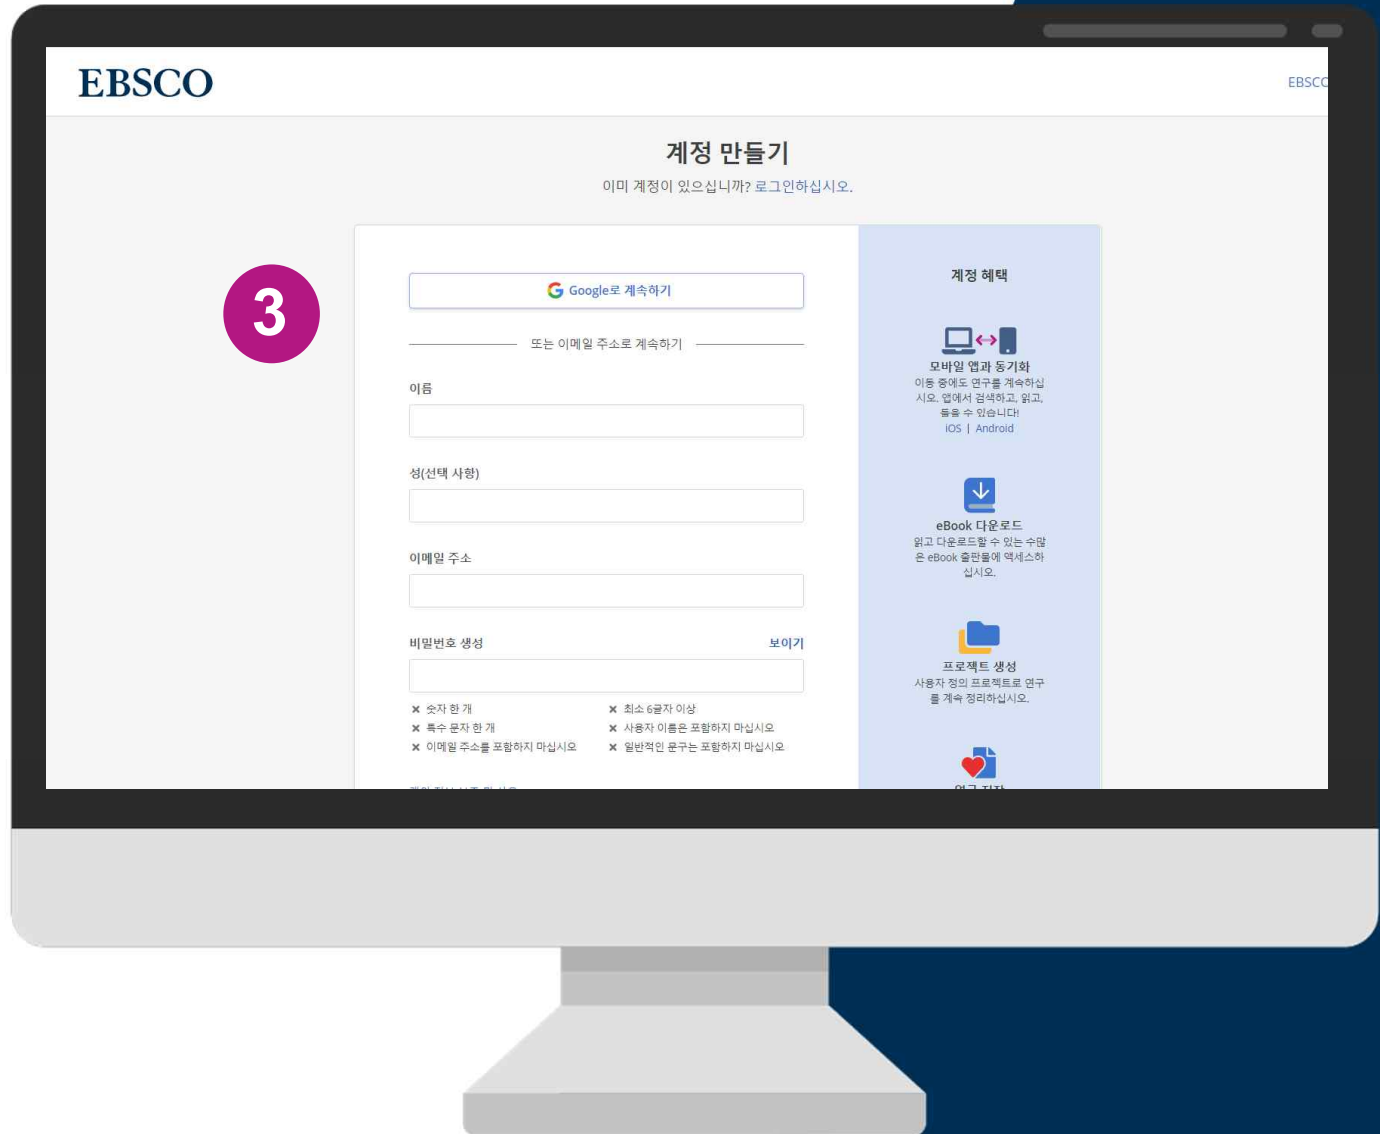 EBSCO
EBSCO
계정 만들기
이미 계정이 있으십니까? 로그인하십시오.
3
Google로 계속하기
또는 이메일 주소로 계속하기
이름
성(선택 사항)
이메일 주소
비밀번호 생성 보이기
× 숫자 한 개 × 최소 6글자 이상
× 특수 문자 한 개 × 사용자 이름은 포함하지 마십시오
× 이메일 주소를 포함하지 마십시오 × 일반적인 문구는 포함하지 마십시오
계정 혜택
모바일 앱과 동기화
이동 중에도 연구를 계속하십
시오. 앱에서 검색하고, 읽고,
들을 수 있습니다!
iOS | Android
eBook 다운로드
읽고 다운로드할 수 있는 수많
은 eBook 출판물에 액세스하
십시오.
프로젝트 생성
사용자 정의 프로젝트로 연구
를 계속 정리하십시오.